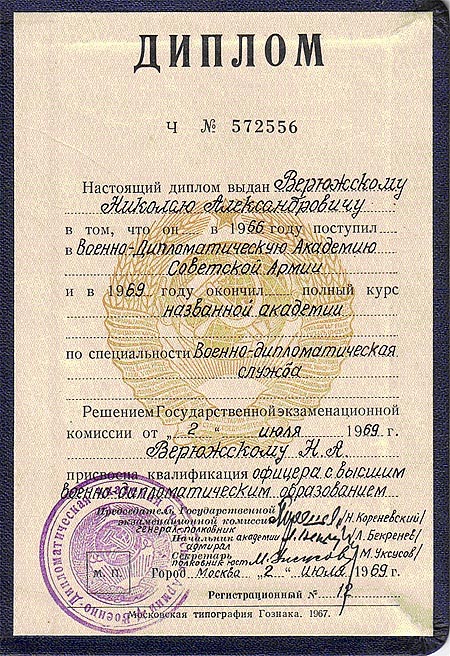 ДИПЛОМ
Ч № 572556
Настоящий диплом выдан Верюжскому
Николаю Александровичу
в том, что он в 1966 году поступил
в Военно-Дипломатическую Академию
Советской Армии
и в 1969 году окончил полный курс
названной академии
по специальности Военно-дипломатическая
служба
Решением Государственной экзаменационной
комиссии от „2“ июля 1969 г.
Верюжскому Н. А.
присвоена квалификация офицера с высшим
военно-дипломатическим образованием
Председатель Государственной
экзаменационной комиссии
генерал-полковник /Н. Кореневский/
Начальник академии
адмирал /Л. Бекренев/
Секретарь
полковник /М. Уксусов/
М. П.
Город Москва „2“ июля 1969 г.
Регистрационный №
Московская типография Гознака. 1967.